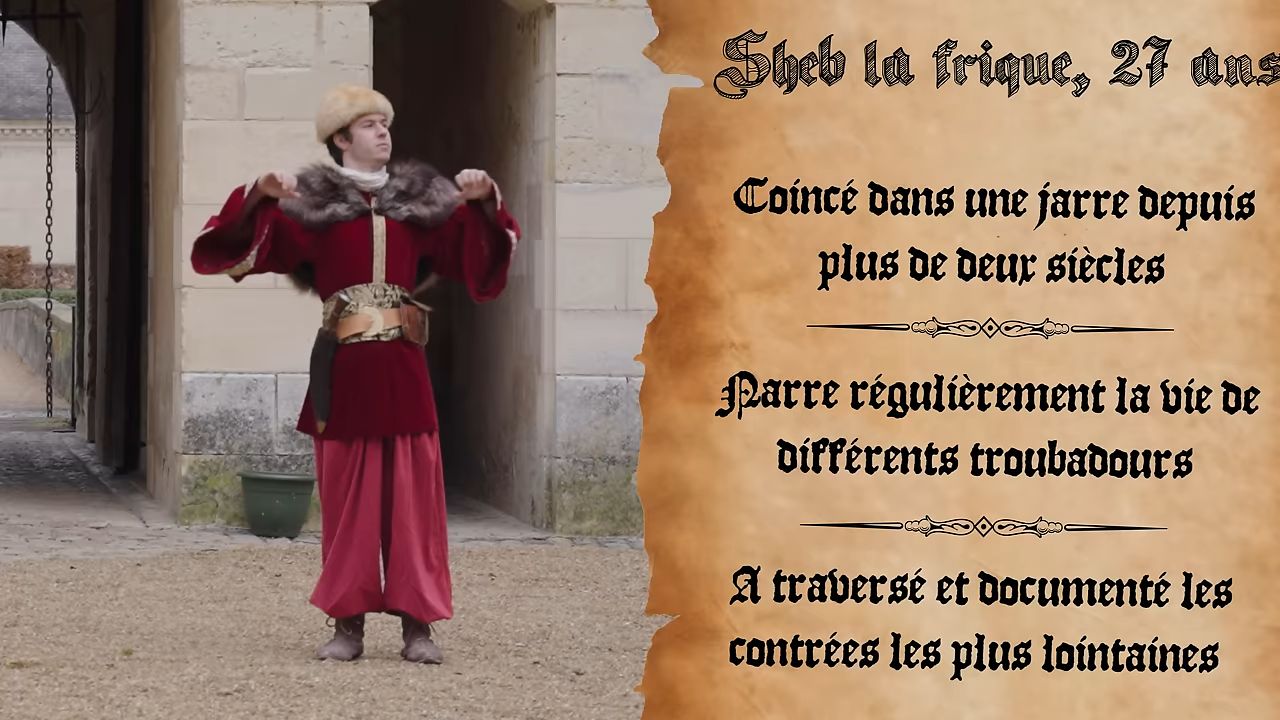 Sheb la frique, 27 ans
Coincé dans une jarre depuis
plus de deux siècles
Narre régulièrement la vie de
différents troubadours
A traversé et documenté les
contrées les plus lointaines